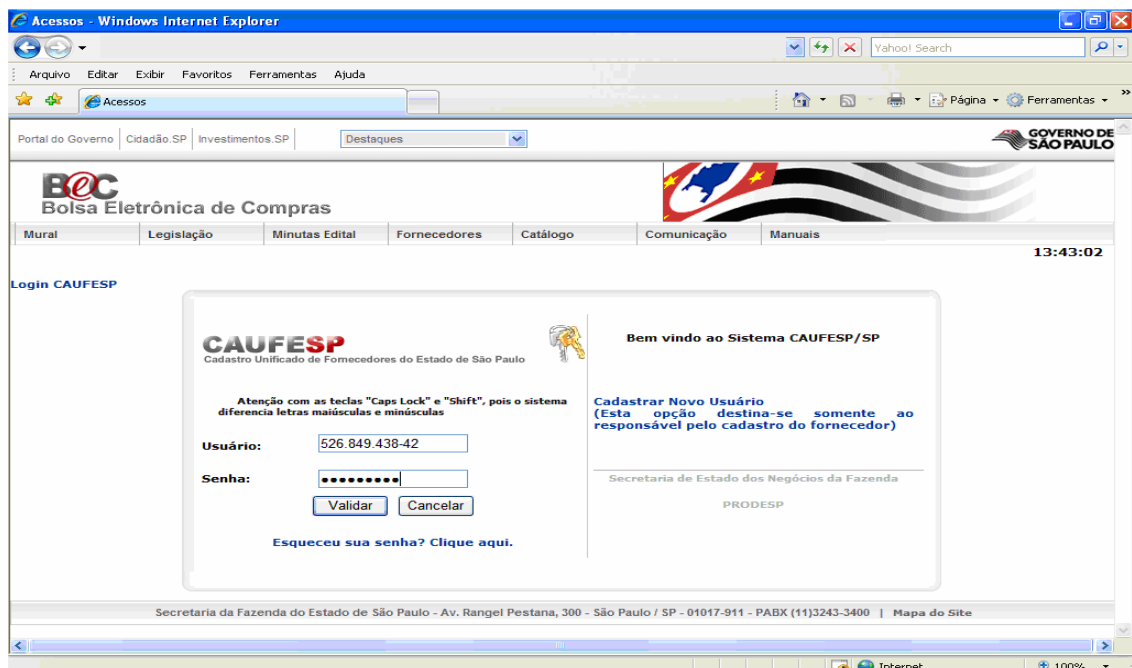 Acessos - Windows Internet Explorer
Yahoo! Search
Arquivo Editar Exibir Favoritos Ferramentas Ajuda
Acessos
Página Ferramentas »
Portal do Governo Cidadão.SP Investimentos.SP Destaques
GOVERNO DE
SÃO PAULO
BeC
Bolsa Eletrônica de Compras
Mural Legislação Minutas Edital Fornecedores Catálogo Comunicação Manuais
13:43:02
Login CAUFESP
CAUFESP
Cadastro Unificado de Fornecedores do Estado de São Paulo
Atenção com as teclas "Caps Lock" e "Shift", pois o sistema
diferencia letras maiúsculas e minúsculas
Usuário: 526.849.438-42
Senha: •••••••••
Validar Cancelar
Esqueceu sua senha? Clique aqui.
Bem vindo ao Sistema CAUFESP/SP
Cadastrar Novo Usuário
(Esta opção destina-se somente ao
responsável pelo cadastro do fornecedor)
Secretaria de Estado dos Negócios da Fazenda
PRODESP
Secretaria da Fazenda do Estado de São Paulo - Av. Rangel Pestana, 300 - São Paulo / SP - 01017-911 - PABX (11)3243-3400 | Mapa do Site
Internet 100%